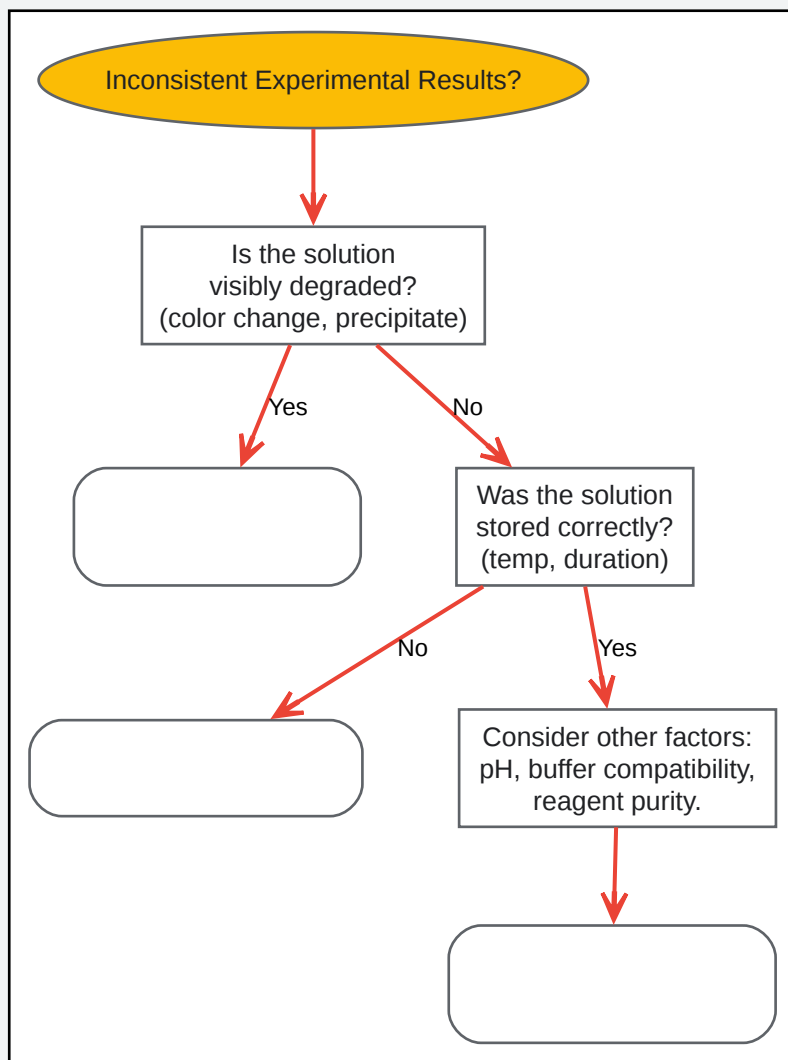 Inconsistent Experimental Results?
Is the solution
visibly degraded?
(color change, precipitate)
Yes
No
Was the solution
stored correctly?
(temp, duration)
No
Yes
Consider other factors:
pH, buffer compatibility,
reagent purity.